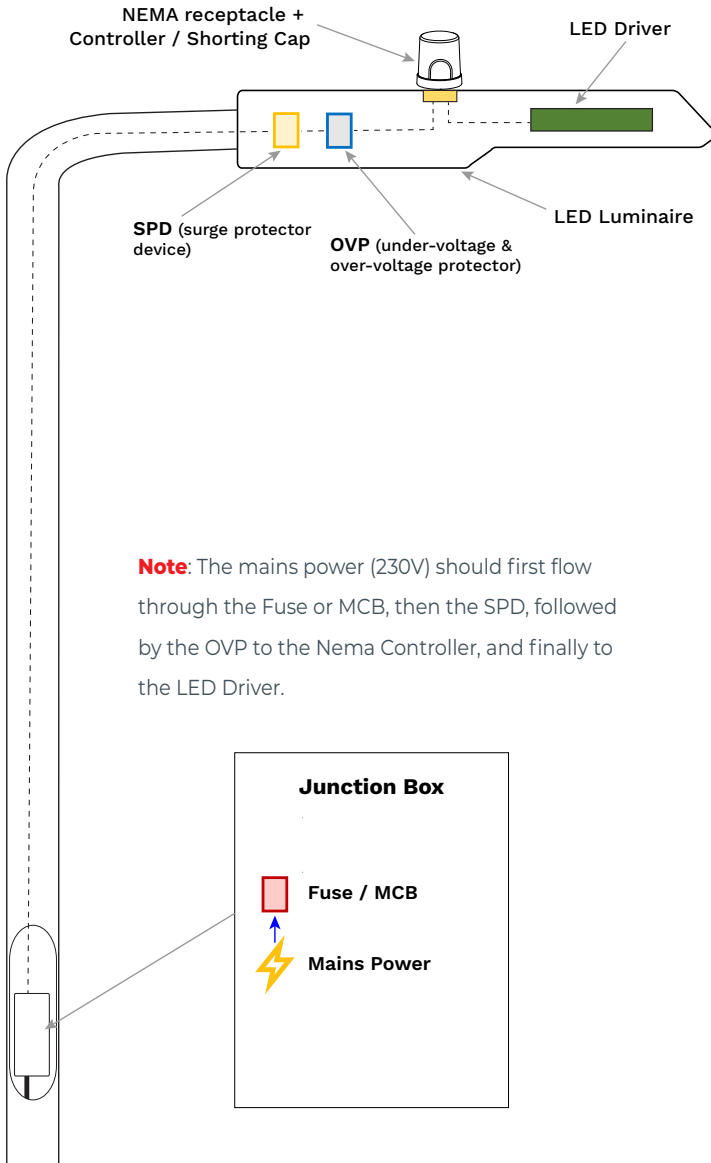 NEMA receptacle +
Controller / Shorting Cap
LED Driver
SPD (surge protector
device)
OVP (under-voltage &
over-voltage protector)
LED Luminaire
Note: The mains power (230V) should first flow
through the Fuse or MCB, then the SPD, followed
by the OVP to the Nema Controller, and finally to
the LED Driver.
Junction Box
Fuse / MCB
Mains Power